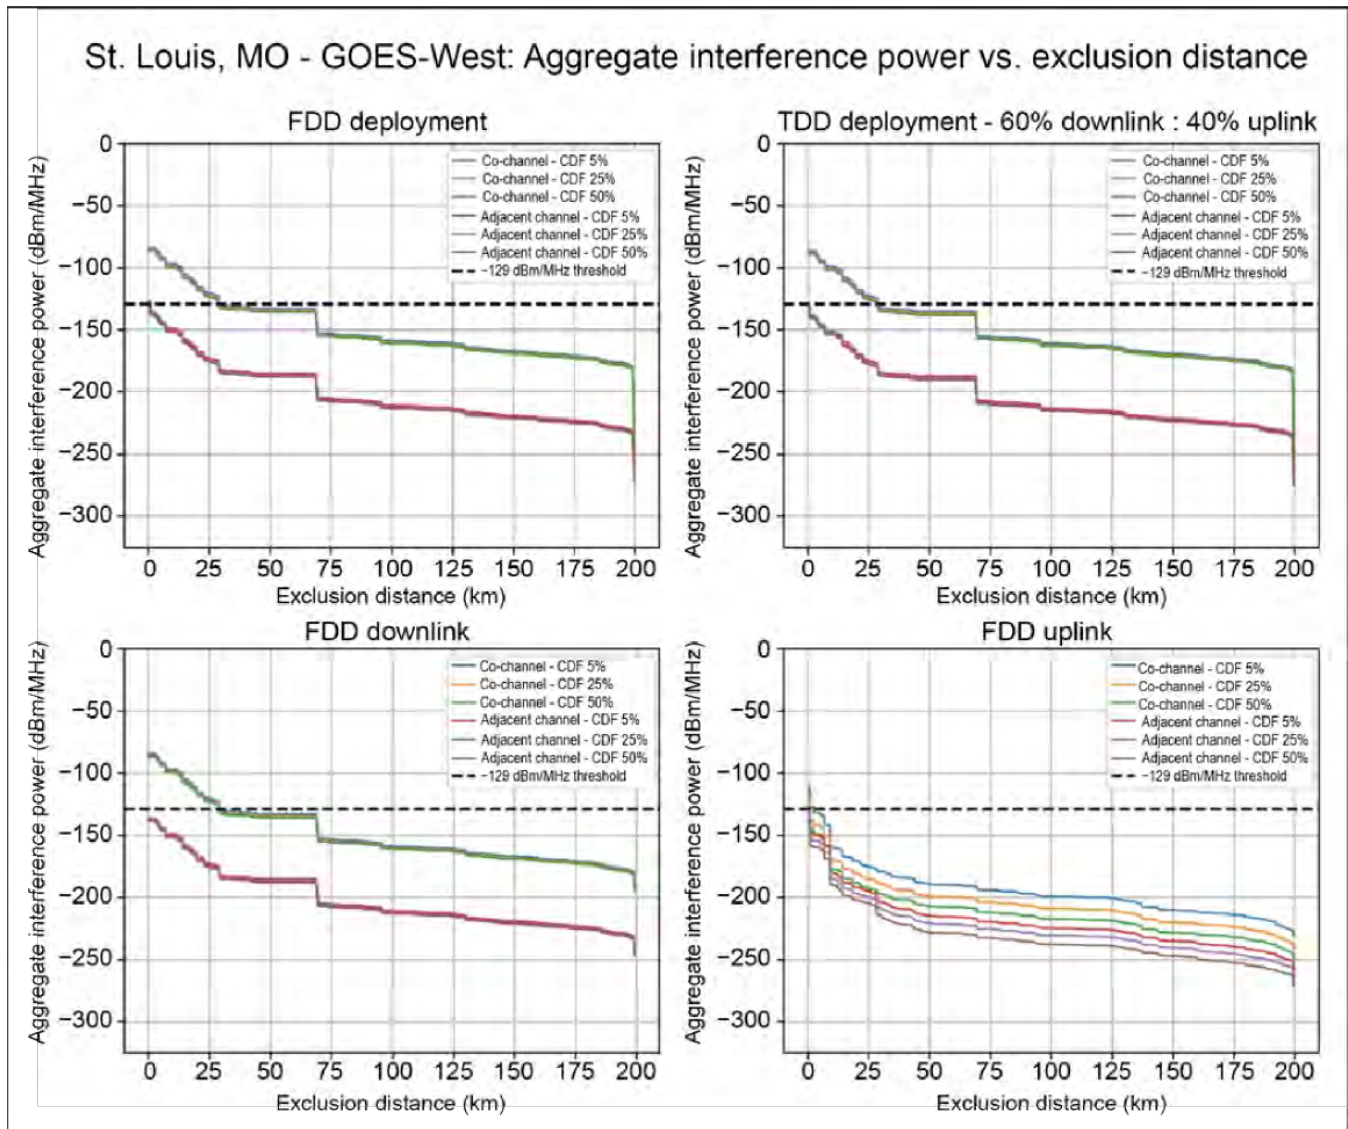 St. Louis, MO - GOES-West: Aggregate interference power vs. exclusion distance
FDD deployment
Aggregate interference power (dBm/MHz)
0
−50
−100
−150
−200
−250
−300
Co-channel - CDF 5%
Co-channel - CDF 25%
Co-channel - CDF 50%
Adjacent channel - CDF 5%
Adjacent channel - CDF 25%
Adjacent channel - CDF 50%
−129 dBm/MHz threshold
0 25 50 75 100 125 150 175 200
Exclusion distance (km)
TDD deployment - 60% downlink : 40% uplink
Aggregate interference power (dBm/MHz)
0
−50
−100
−150
−200
−250
−300
Co-channel - CDF 5%
Co-channel - CDF 25%
Co-channel - CDF 50%
Adjacent channel - CDF 5%
Adjacent channel - CDF 25%
Adjacent channel - CDF 50%
−129 dBm/MHz threshold
0 25 50 75 100 125 150 175 200
Exclusion distance (km)
FDD downlink
Aggregate interference power (dBm/MHz)
0
−50
−100
−150
−200
−250
−300
Co-channel - CDF 5%
Co-channel - CDF 25%
Co-channel - CDF 50%
Adjacent channel - CDF 5%
Adjacent channel - CDF 25%
Adjacent channel - CDF 50%
−129 dBm/MHz threshold
0 25 50 75 100 125 150 175 200
Exclusion distance (km)
FDD uplink
Aggregate interference power (dBm/MHz)
0
−50
−100
−150
−200
−250
−300
Co-channel - CDF 5%
Co-channel - CDF 25%
Co-channel - CDF 50%
Adjacent channel - CDF 5%
Adjacent channel - CDF 25%
Adjacent channel - CDF 50%
−129 dBm/MHz threshold
0 25 50 75 100 125 150 175 200
Exclusion distance (km)